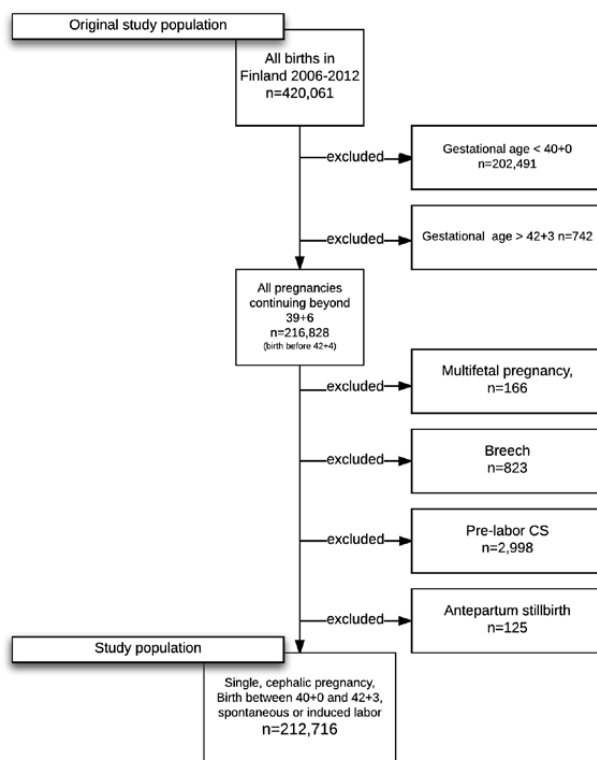 Original study population
All births in
Finland 2006-2012
n=420,061
excluded
Gestational age < 40+0
n=202,491
excluded
Gestational age > 42+3 n=742
All pregnancies
continuing beyond
39+6
n=216,828
(birth before 42+4)
excluded
Multifetal pregnancy,
n=166
excluded
Breech
n=823
excluded
Pre-labor CS
n=2,998
excluded
Antepartum stillbirth
n=125
Study population
Single, cephalic pregnancy,
Birth between 40+0 and 42+3,
spontaneous or induced labor
n=212,716